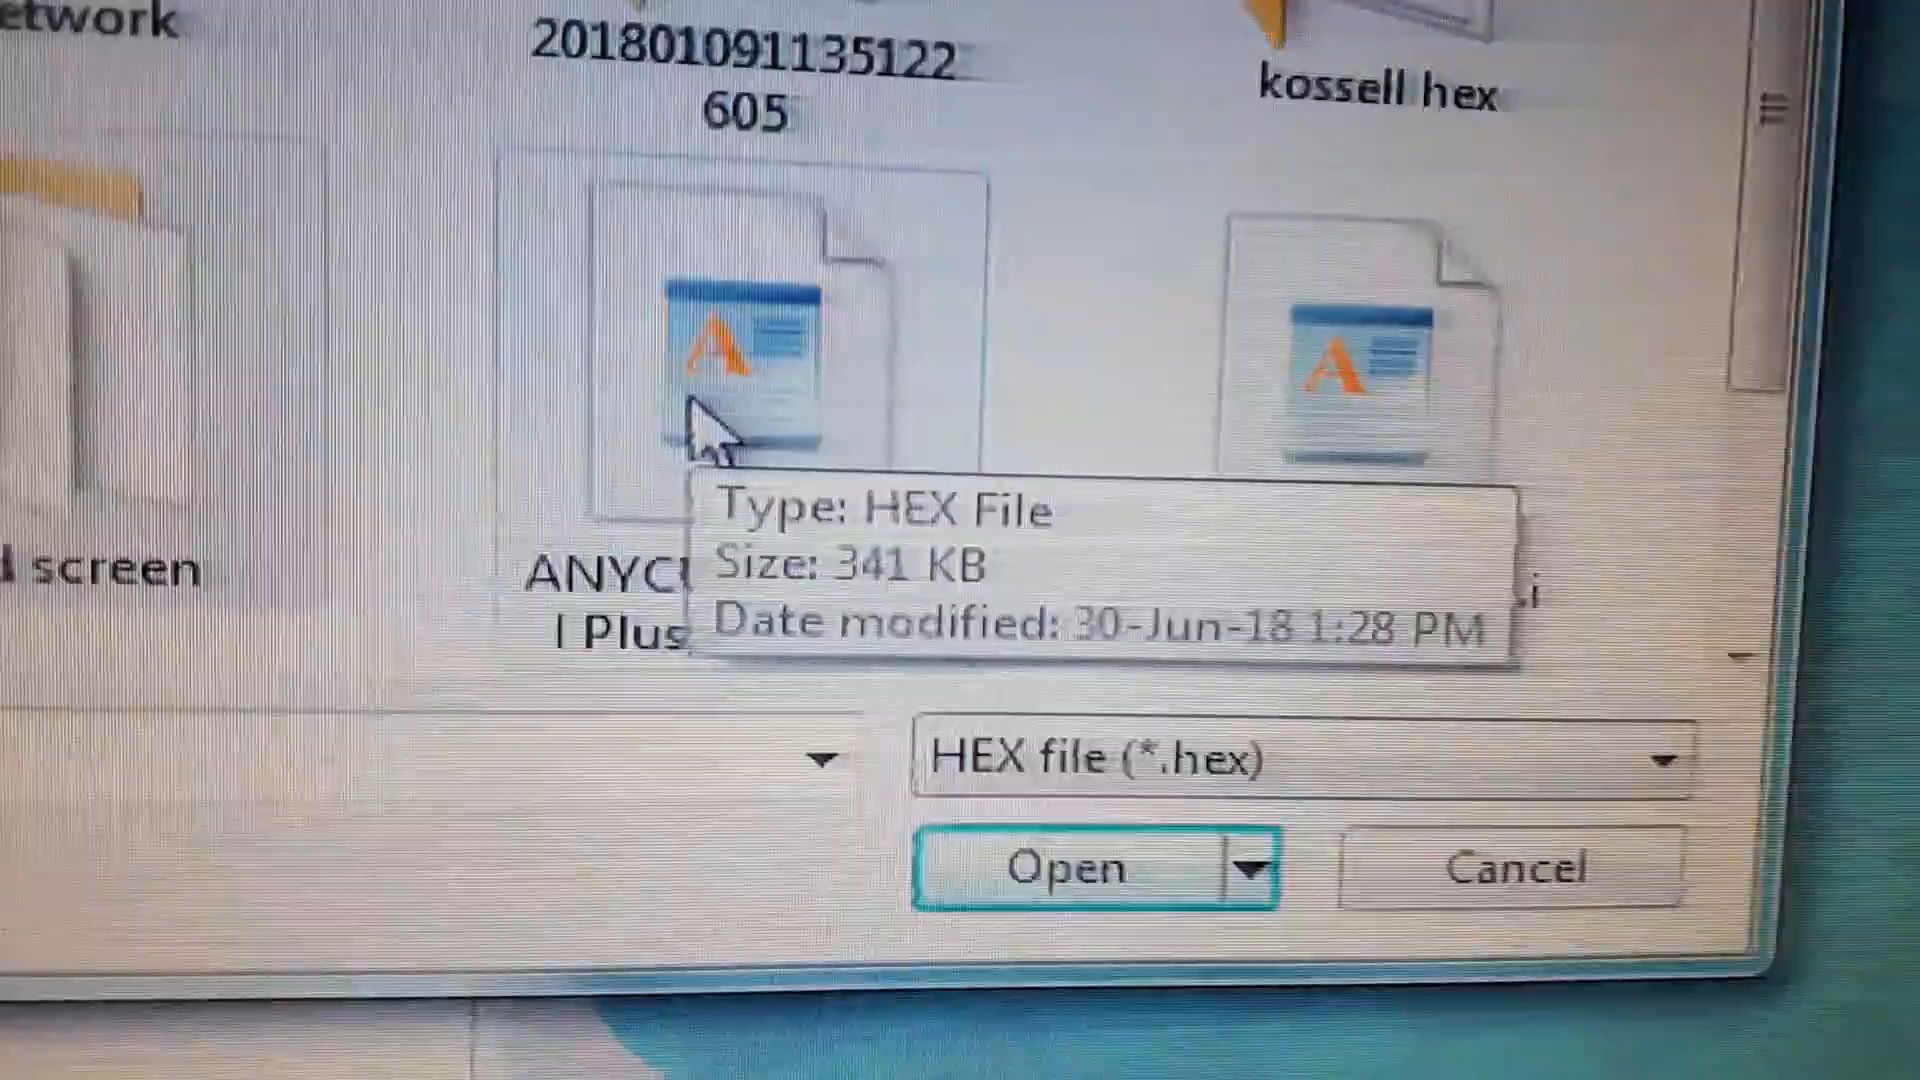 etwork
201801091135122
605
kossell hex
screen
ANYC
l Plus
.i
Type: HEX File
Size: 341 KB
Date modified: 30-Jun-18 1:28 PM
HEX file (*.hex)
Open
Cancel